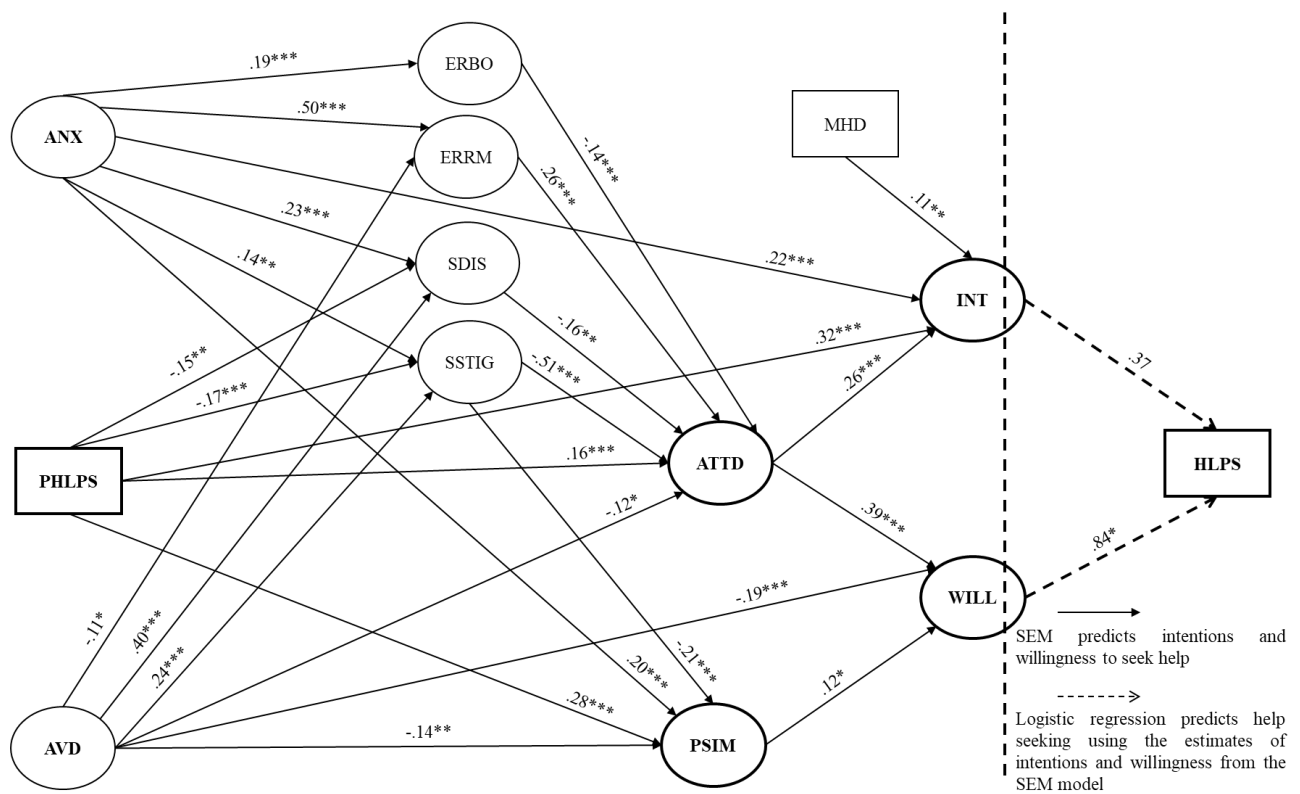 ERBO
.19***
.50***
ANX
MHD
ERRM
-.14***
.26***
.11**
.23***
SDIS
.14**
.22***
INT
-.16**
.32***
SSTIG
-.15**
-.51***
.26***
.37
-.17***
ATTD
HLPS
.16***
PHLPS
-.12*
.39***
.84*
-.19***
WILL
-.11*
.40***
.24***
.20***
-.21***
.12*
.28***
-.14**
AVD
PSIM
SEM predicts intentions and
willingness to seek help
Logistic regression predicts help
seeking using the estimates of
intentions and willingness from the
SEM model